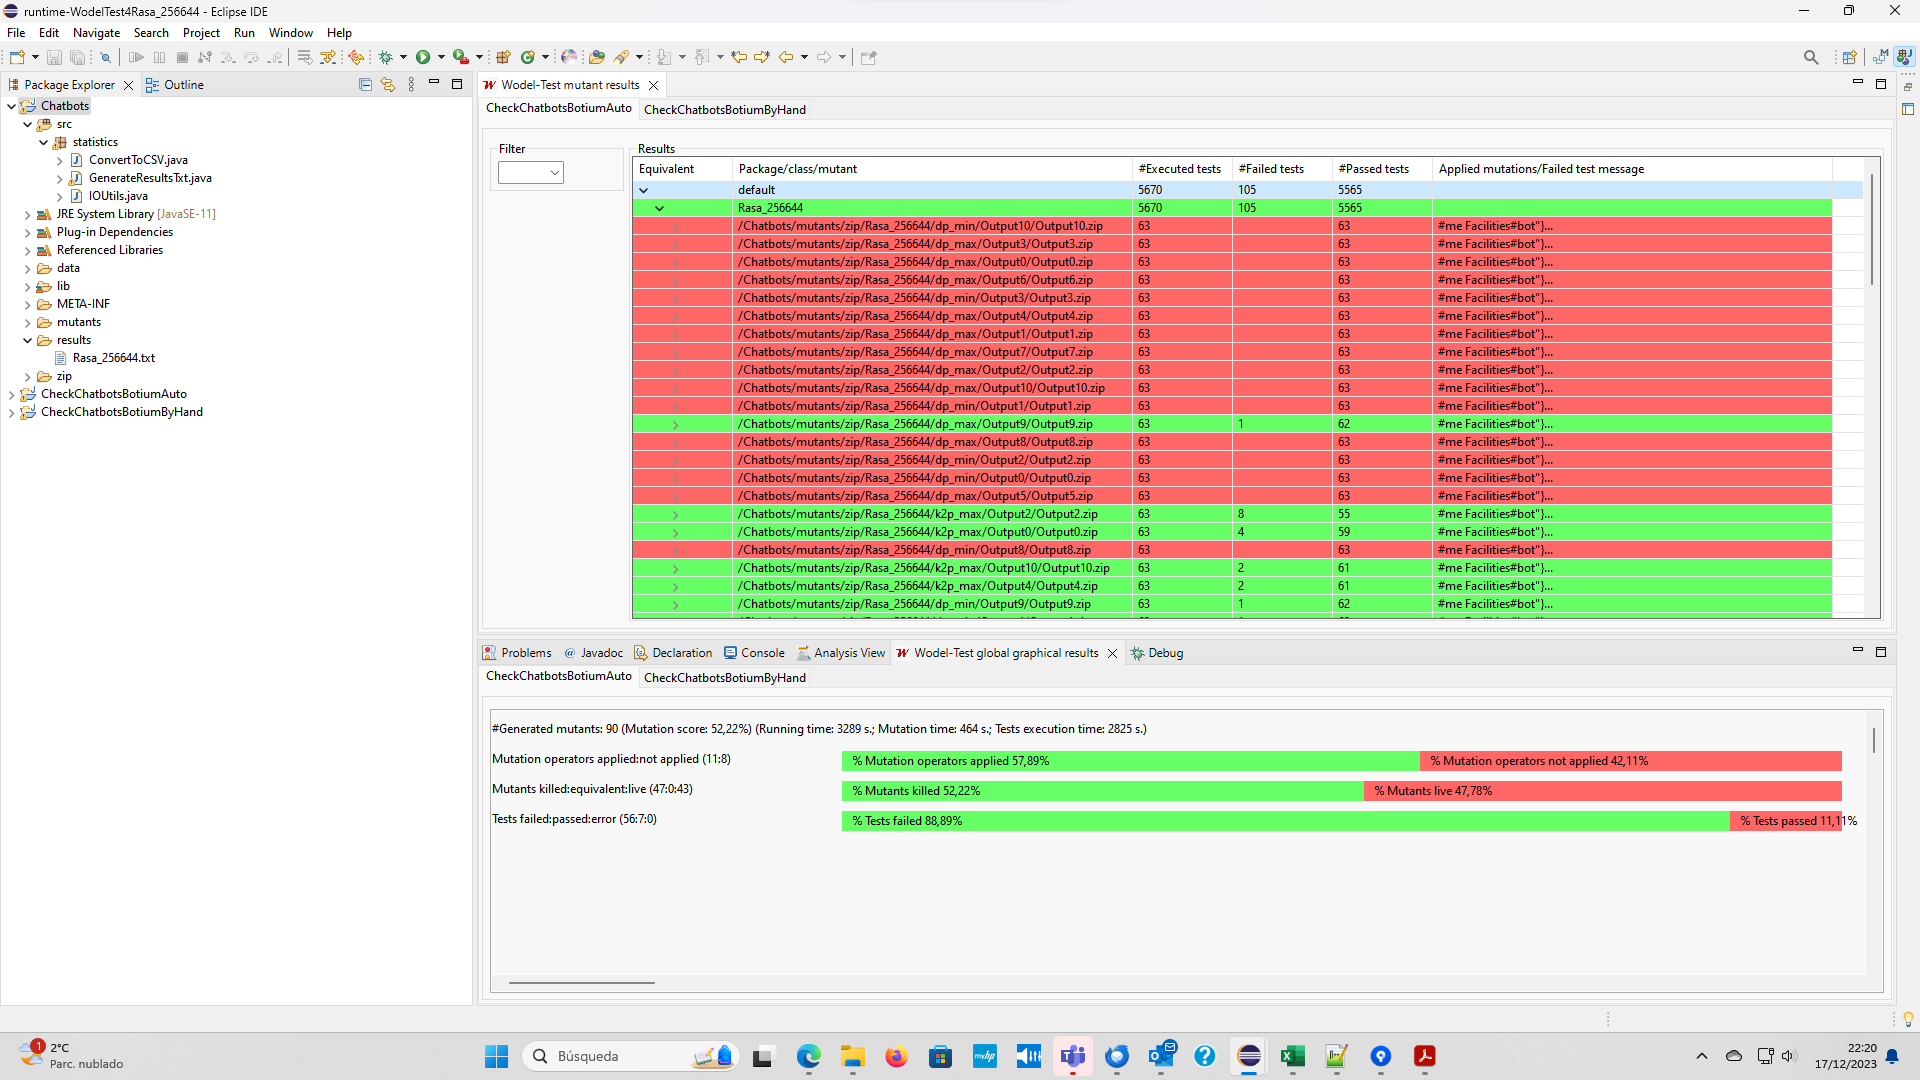 runtime-WodelTest4Rasa_256644 - Eclipse IDE
File Edit Navigate Search Project Run Window Help
Package Explorer
Outline
Chatbots
src
statistics
ConvertToCSV.java
GenerateResultsTxt.java
IOUtils.java
JRE System Library [JavaSE-11]
Plug-in Dependencies
Referenced Libraries
data
lib
META-INF
mutants
results
Rasa_256644.txt
zip
CheckChatbotsBotiumAuto
CheckChatbotsBotiumByHand
Wodel-Test mutant results
CheckChatbotsBotiumAuto CheckChatbotsBotiumByHand
Filter
Results
Equivalent Package/class/mutant #Executed tests #Failed tests #Passed tests Applied mutations/Failed test message
default 5670 105 5565
Rasa_256644 5670 105 5565
/Chatbots/mutants/zip/Rasa_256644/dp_min/Output10/Output10.zip 63 63 #me Facilities#bot"}...
/Chatbots/mutants/zip/Rasa_256644/dp_max/Output3/Output3.zip 63 63 #me Facilities#bot"}...
/Chatbots/mutants/zip/Rasa_256644/dp_max/Output0/Output0.zip 63 63 #me Facilities#bot"}...
/Chatbots/mutants/zip/Rasa_256644/dp_max/Output6/Output6.zip 63 63 #me Facilities#bot"}...
/Chatbots/mutants/zip/Rasa_256644/dp_min/Output3/Output3.zip 63 63 #me Facilities#bot"}...
/Chatbots/mutants/zip/Rasa_256644/dp_max/Output4/Output4.zip 63 63 #me Facilities#bot"}...
/Chatbots/mutants/zip/Rasa_256644/dp_max/Output1/Output1.zip 63 63 #me Facilities#bot"}...
/Chatbots/mutants/zip/Rasa_256644/dp_max/Output7/Output7.zip 63 63 #me Facilities#bot"}...
/Chatbots/mutants/zip/Rasa_256644/dp_max/Output2/Output2.zip 63 63 #me Facilities#bot"}...
/Chatbots/mutants/zip/Rasa_256644/dp_max/Output10/Output10.zip 63 63 #me Facilities#bot"}...
/Chatbots/mutants/zip/Rasa_256644/dp_min/Output1/Output1.zip 63 63 #me Facilities#bot"}...
/Chatbots/mutants/zip/Rasa_256644/dp_max/Output9/Output9.zip 63 1 62 #me Facilities#bot"}...
/Chatbots/mutants/zip/Rasa_256644/dp_max/Output8/Output8.zip 63 63 #me Facilities#bot"}...
/Chatbots/mutants/zip/Rasa_256644/dp_min/Output2/Output2.zip 63 63 #me Facilities#bot"}...
/Chatbots/mutants/zip/Rasa_256644/dp_min/Output0/Output0.zip 63 63 #me Facilities#bot"}...
/Chatbots/mutants/zip/Rasa_256644/dp_max/Output5/Output5.zip 63 63 #me Facilities#bot"}...
/Chatbots/mutants/zip/Rasa_256644/k2p_max/Output2/Output2.zip 63 8 55 #me Facilities#bot"}...
/Chatbots/mutants/zip/Rasa_256644/k2p_max/Output0/Output0.zip 63 4 59 #me Facilities#bot"}...
/Chatbots/mutants/zip/Rasa_256644/dp_min/Output8/Output8.zip 63 63 #me Facilities#bot"}...
/Chatbots/mutants/zip/Rasa_256644/k2p_max/Output10/Output10.zip 63 2 61 #me Facilities#bot"}...
/Chatbots/mutants/zip/Rasa_256644/k2p_max/Output4/Output4.zip 63 2 61 #me Facilities#bot"}...
/Chatbots/mutants/zip/Rasa_256644/dp_min/Output9/Output9.zip 63 1 62 #me Facilities#bot"}...
Problems Javadoc Declaration Console Analysis View Wodel-Test global graphical results Debug
CheckChatbotsBotiumAuto CheckChatbotsBotiumByHand
#Generated mutants: 90 (Mutation score: 52,22%) (Running time: 3289 s.; Mutation time: 464 s.; Tests execution time: 2825 s.)
Mutation operators applied:not applied (11:8) % Mutation operators applied 57,89% % Mutation operators not applied 42,11%
Mutants killed:equivalent:live (47:0:43) % Mutants killed 52,22% % Mutants live 47,78%
Tests failed:passed:error (56:7:0) % Tests failed 88,89% % Tests passed 11,11%
1
2°C
Parc. nublado
Búsqueda
myhp
22:20
17/12/2023